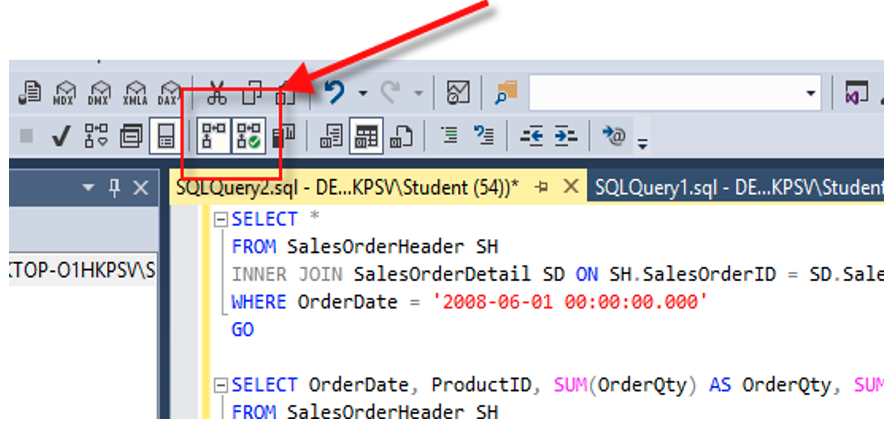 MDX DMX XMLA DAX
SQLQuery2.sql - DE...KPSV\Student (54))* SQLQuery1.sql - DE...KPSV\Student
SELECT *
FROM SalesOrderHeader SH
KTOP-O1HKPSV\S
INNER JOIN SalesOrderDetail SD ON SH.SalesOrderID = SD.Sale
WHERE OrderDate = '2008-06-01 00:00:00.000'
GO
SELECT OrderDate, ProductID, SUM(OrderQty) AS OrderQty, SUM
FROM SalesOrderHeader SH